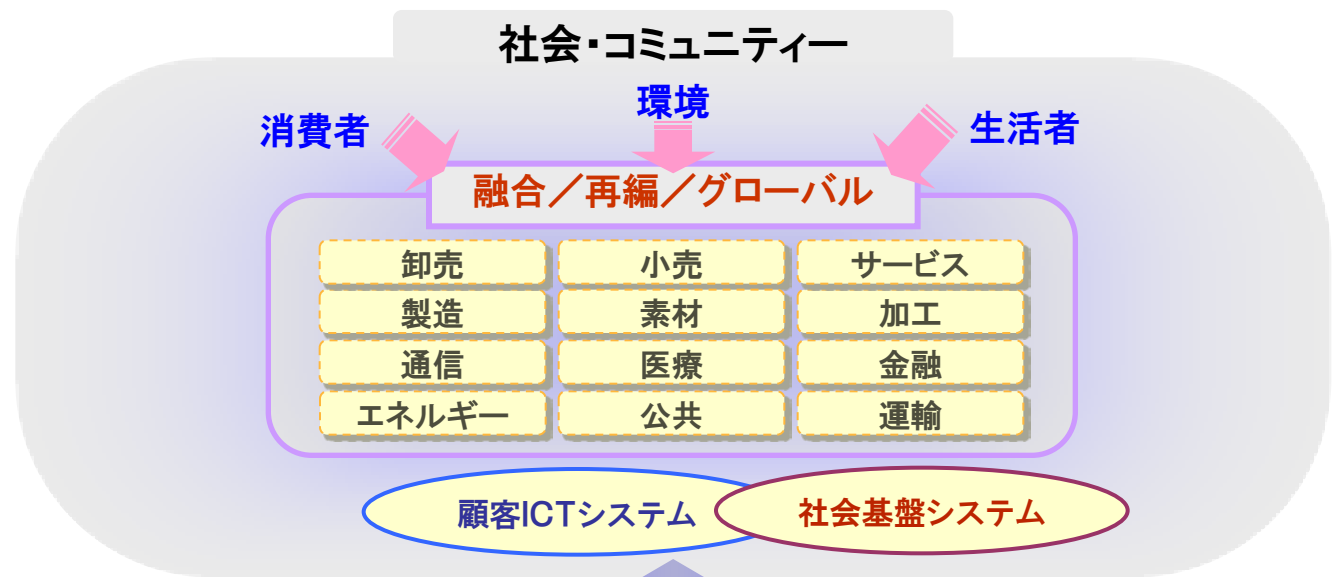 社会・コミュニティー
環境
消費者
生活者
融合／再編／グローバル
卸売 小売 サービス
製造 素材 加工
通信 医療 金融
エネルギー 公共 運輸
顧客ICTシステム 社会基盤システム